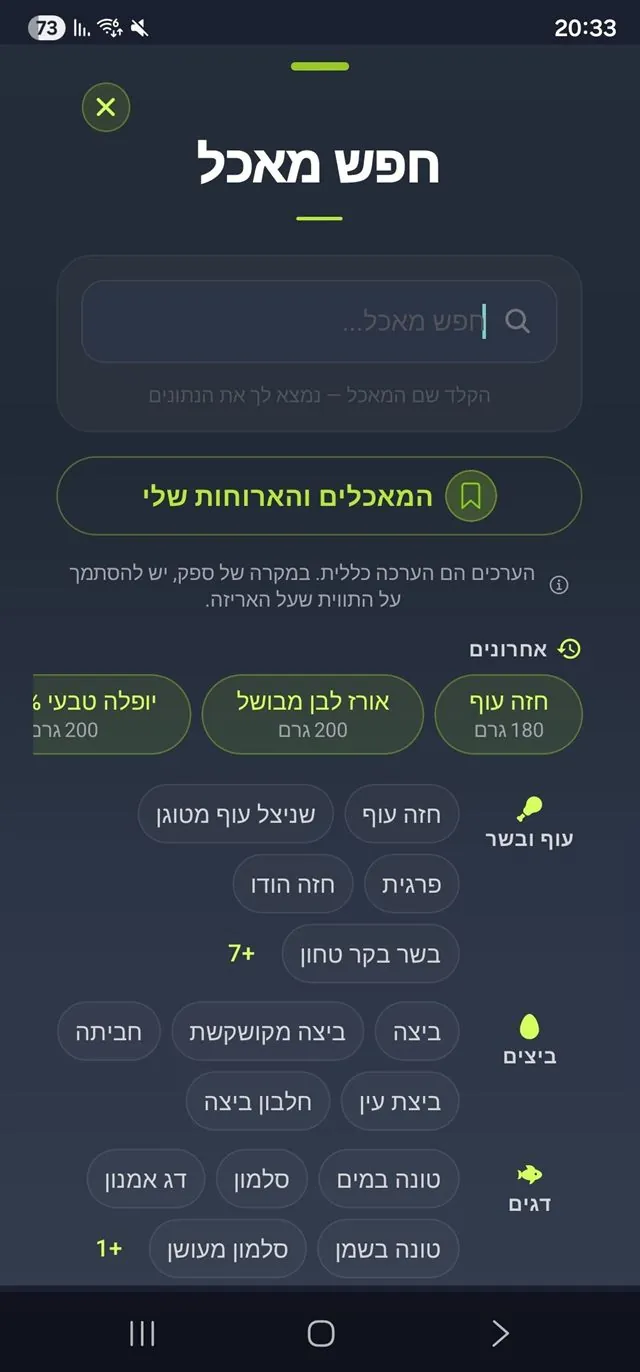 73
20:33
חפש מאכל
חפש מאכל...
הקלד שם המאכל — נמצא לך את הנתונים
המאכלים והארוחות שלי
הערכים הם הערכה כללית. במקרה של ספק, יש להסתמך
על התווית שעל האריזה.
אחרונים
חזה עוף
180 גרם
אורז לבן מבושל
200 גרם
יופלה טבעי %
200 גרם
עוף ובשר
חזה עוף
שניצל עוף מטוגן
פרגית
חזה הודו
בשר בקר טחון
+7
ביצים
ביצה
ביצה מקושקשת
חביתה
ביצת עין
חלבון ביצה
דגים
טונה במים
סלמון
דג אמנון
טונה בשמן
סלמון מעושן
+1